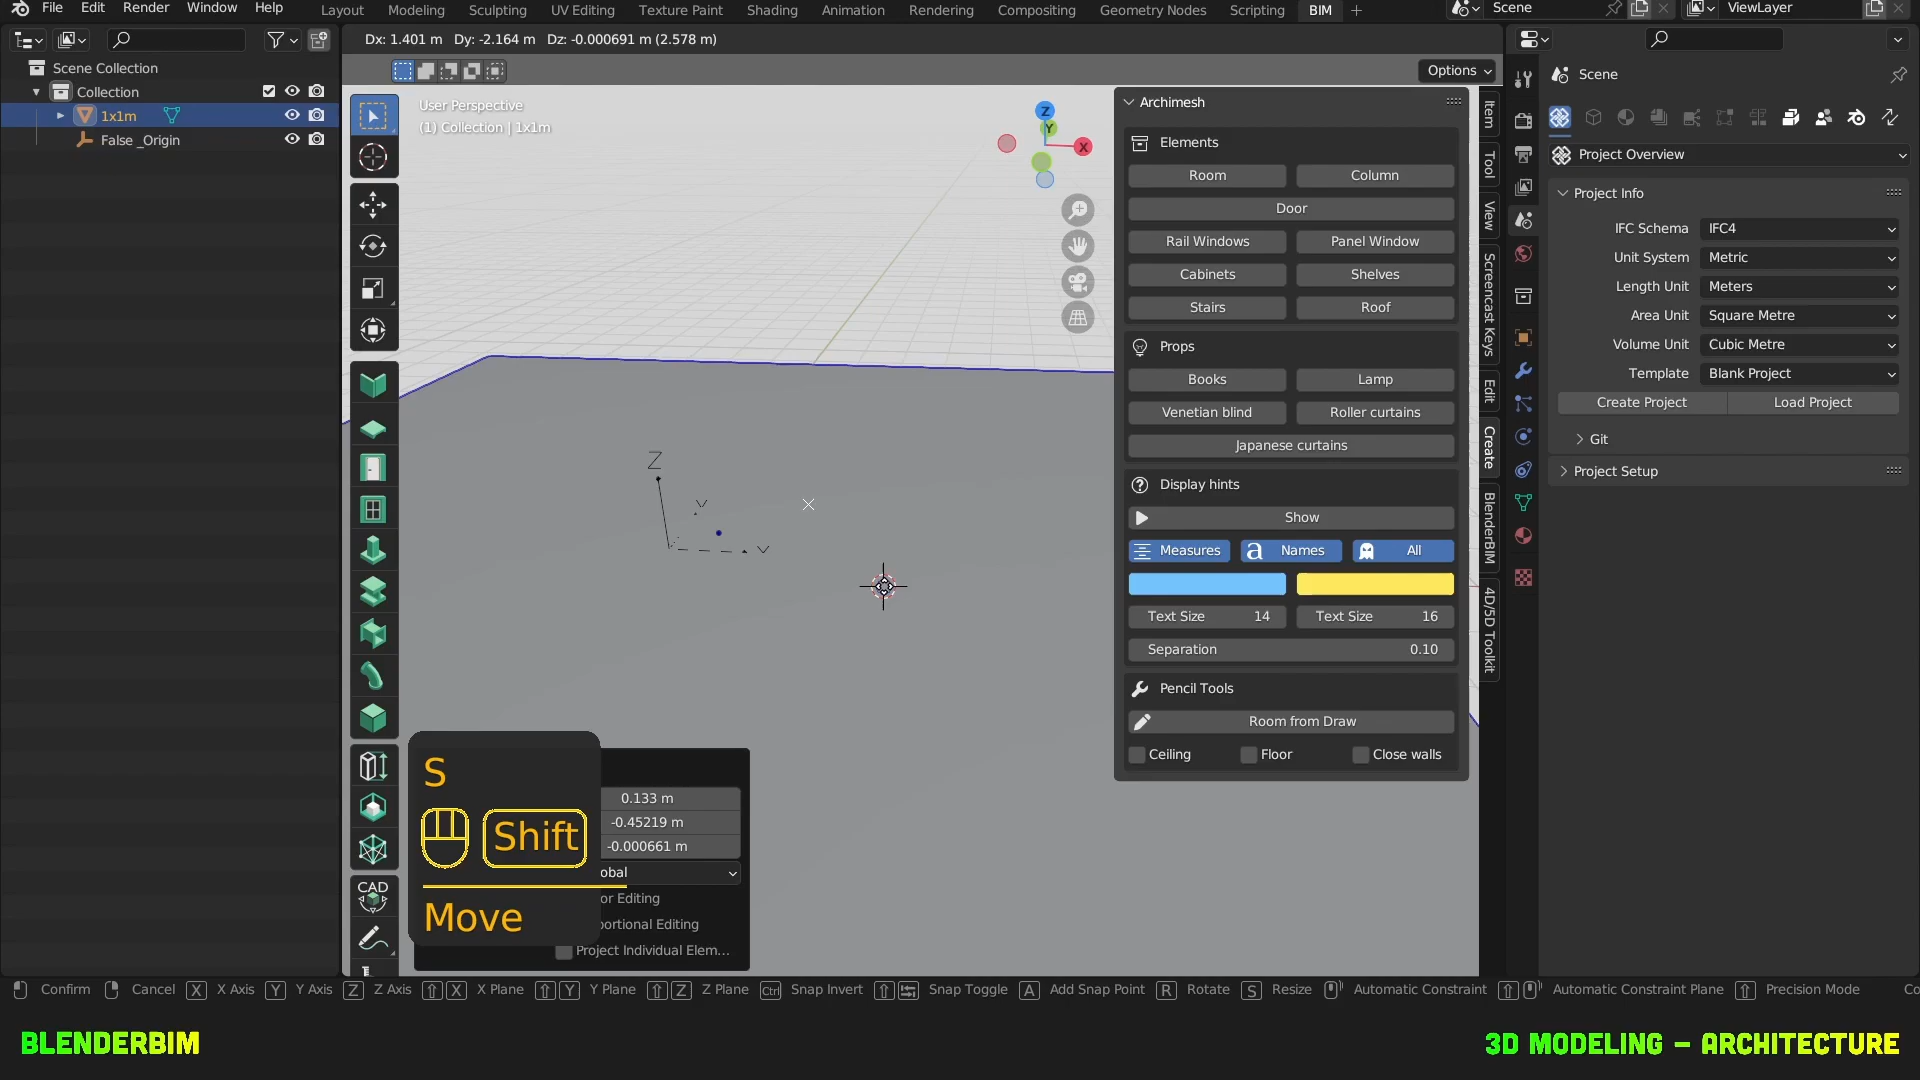 File Edit Render Window Help
Layout Modeling Sculpting UV Editing Texture Paint Shading Animation Rendering Compositing Geometry Nodes Scripting BIM +
Scene
ViewLayer
Dx: 1.401 m Dy: -2.164 m Dz: -0.000691 m (2.578 m)
Options
Scene Collection
Collection
1x1m
False _Origin
User Perspective
(1) Collection | 1x1m
Z
Y
X
Z
Y
X
Archimesh
Elements
Room Column
Door
Rail Windows Panel Window
Cabinets Shelves
Stairs Roof
Props
Books Lamp
Venetian blind Roller curtains
Japanese curtains
Display hints
Show
Measures Names All
Text Size 14 Text Size 16
Separation 0.10
Pencil Tools
Room from Draw
Ceiling Floor Close walls
Item
Tool
View
Screencast Keys
Edit
Create
BlenderBIM
4D/5D Toolkit
Scene
Project Overview
Project Info
IFC Schema IFC4
Unit System Metric
Length Unit Meters
Area Unit Square Metre
Volume Unit Cubic Metre
Template Blank Project
Create Project Load Project
Git
Project Setup
CAD
S
Shift
Move
0.133 m
-0.45219 m
-0.000661 m
obal
or Editing
ortional Editing
Project Individual Elem...
Confirm Cancel X X Axis Y Y Axis Z Z Axis X X Plane Y Y Plane Z Z Plane Ctrl Snap Invert Snap Toggle A Add Snap Point R Rotate S Resize Automatic Constraint Automatic Constraint Plane Precision Mode Co
BLENDERBIM
3D MODELING - ARCHITECTURE